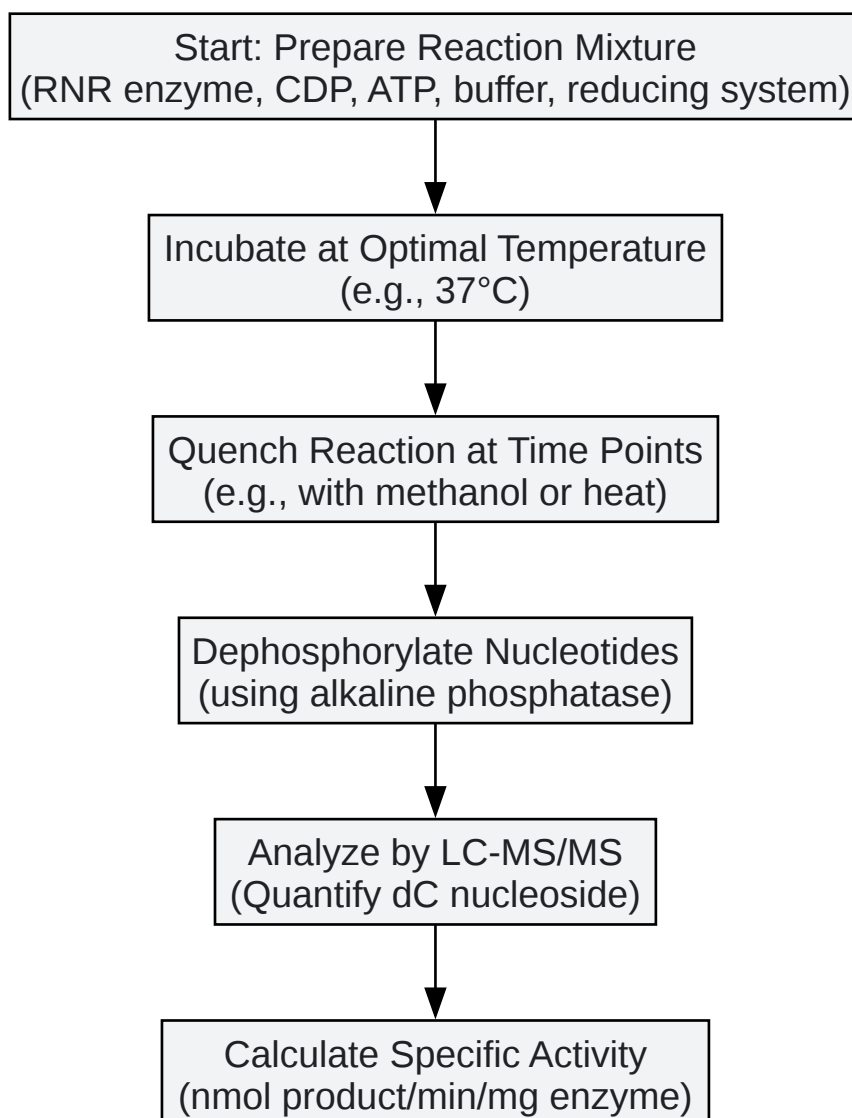 Start: Prepare Reaction Mixture
(RNR enzyme, CDP, ATP, buffer, reducing system)
Incubate at Optimal Temperature
(e.g., 37°C)
Quench Reaction at Time Points
(e.g., with methanol or heat)
Dephosphorylate Nucleotides
(using alkaline phosphatase)
Analyze by LC-MS/MS
(Quantify dC nucleoside)
Calculate Specific Activity
(nmol product/min/mg enzyme)